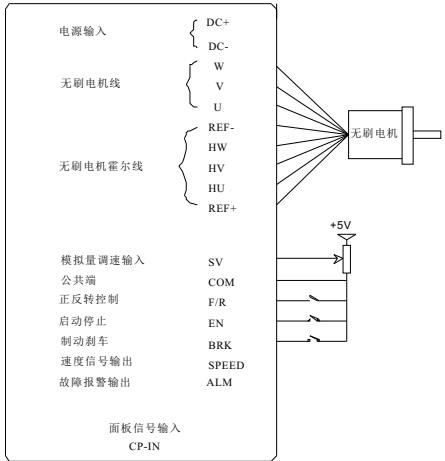 电源输入 DC+
DC-
W
无刷电机线 V
U
REF-
HW
无刷电机霍尔线 HV
HU
REF+
无刷电机
+5V
模拟量调速输入 SV
公共端 COM
正反转控制 F/R
启动停止 EN
制动刹车 BRK
速度信号输出 SPEED
故障报警输出 ALM
面板信号输入
CP-IN